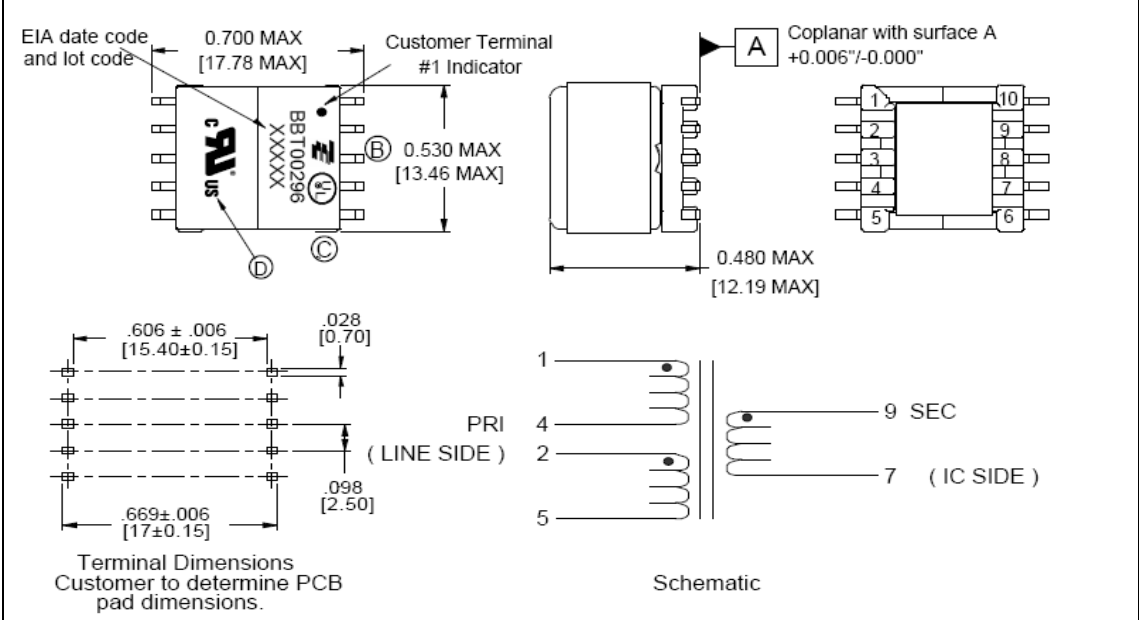 EIA date code
and lot code
0.700 MAX
[17.78 MAX]
Customer Terminal
#1 Indicator
A
Coplanar with surface A
+0.006"/-0.000"
C
US
BBT00296
XXXXX
B
0.530 MAX
[13.46 MAX]
C
D
0.480 MAX
[12.19 MAX]
1
2
3
4
5
10
9
8
7
6
.606 ± .006
[15.40±0.15]
.028
[0.70]
.098
[2.50]
.669±.006
[17±0.15]
Terminal Dimensions
Customer to determine PCB
pad dimensions.
1
PRI 4
( LINE SIDE ) 2
5
9 SEC
7 ( IC SIDE )
Schematic